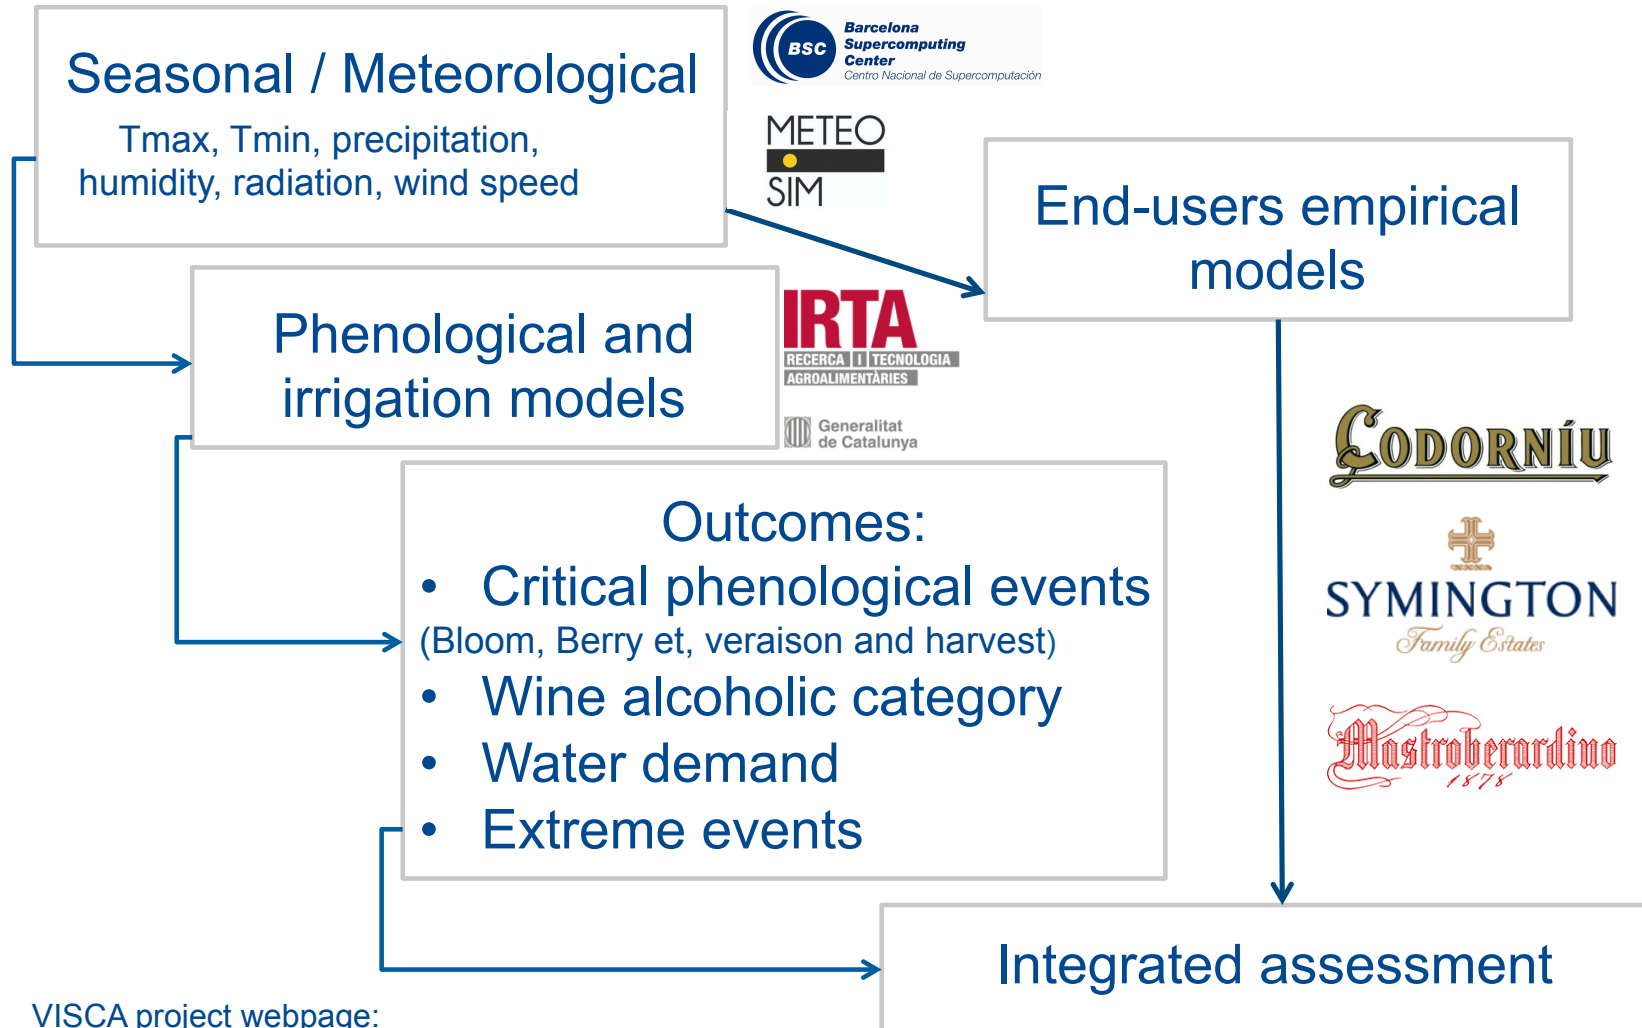 Seasonal / Meteorological
Tmax, Tmin, precipitation,
humidity, radiation, wind speed
BSC
Barcelona
Supercomputing
Center
Centro Nacional de Supercomputación
METEO
SIM
End-users empirical
models
Phenological and
irrigation models
IRTA
RECERCA I TECNOLOGIA
AGROALIMENTÀRIES
Generalitat
de Catalunya
Outcomes:
• Critical phenological events
(Bloom, Berry et, veraison and harvest)
• Wine alcoholic category
• Water demand
• Extreme events
CODORNÍU
SYMINGTON
Family Estates
Mastroberardino
1878
Integrated assessment
VISCA project webpage: